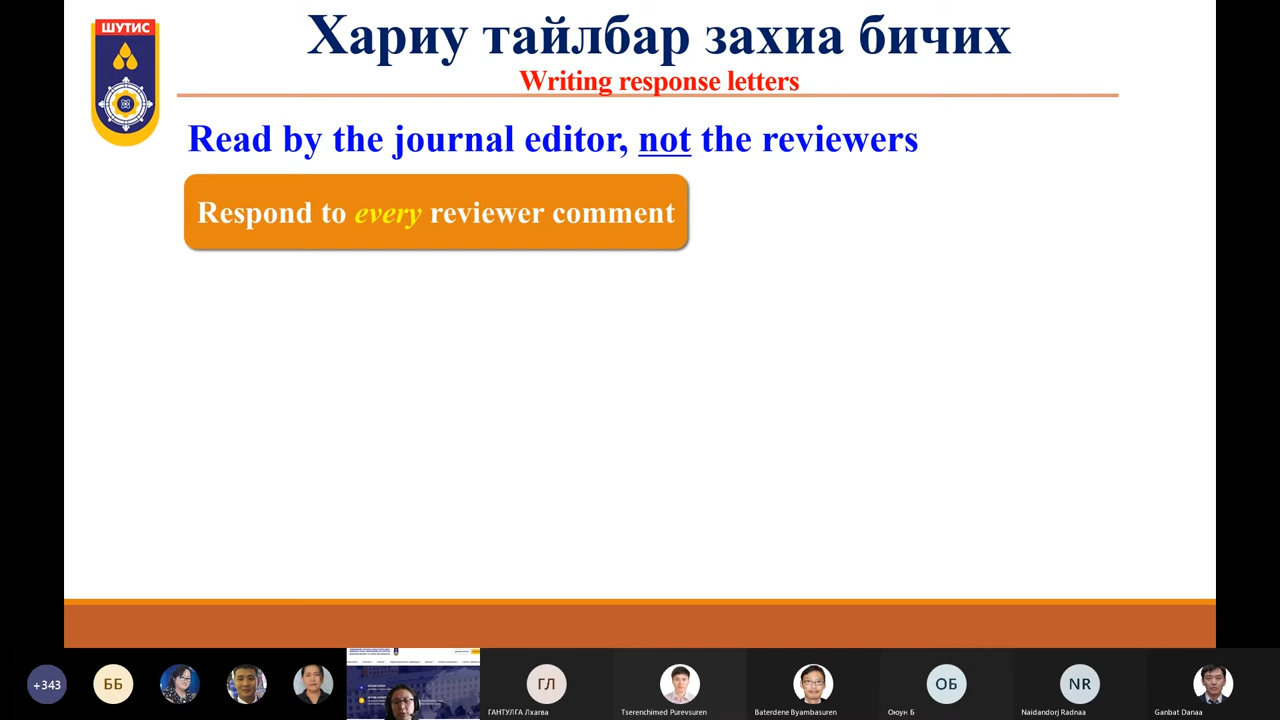 ШУТИС
Хариу тайлбар захиа бичих
Writing response letters
Read by the journal editor, not the reviewers
Respond to every reviewer comment
+343
ББ
ГЛ
ОБ
NR
ГАНТУЛГА Лхагва
Tserenchimed Purevsuren
Baterdene Byambasuren
Оюун Б
Naidandorj Radnaa
Ganbat Danaa